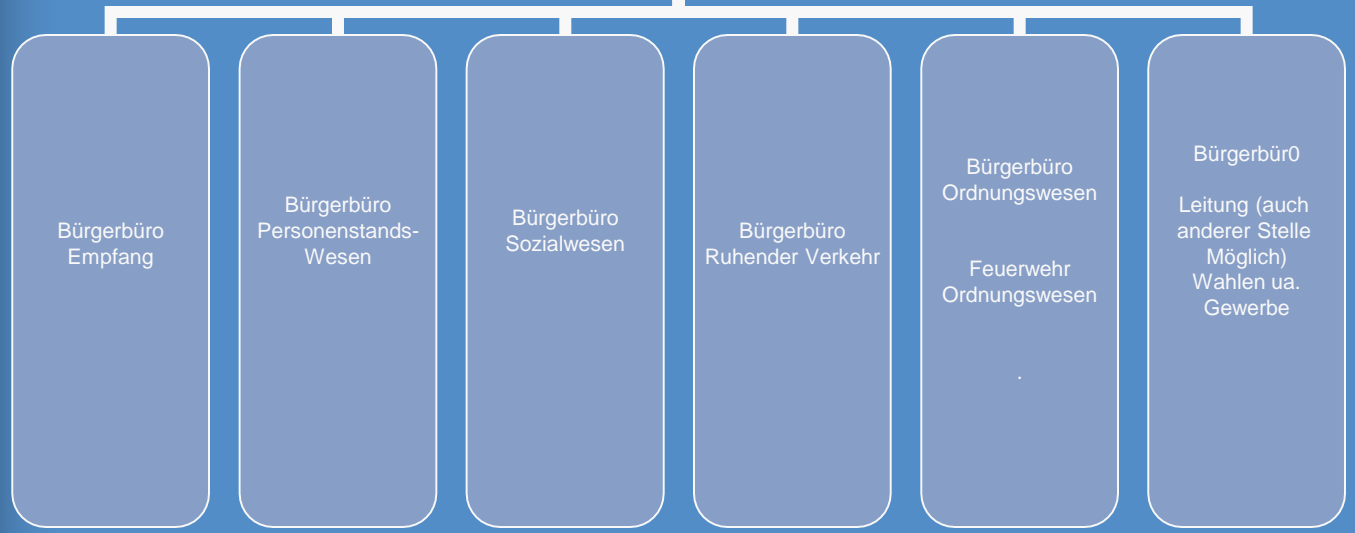 Bürgerbüro
Empfang
Bürgerbüro
Personenstands-
Wesen
Bürgerbüro
Sozialwesen
Bürgerbüro
Ruhender Verkehr
Bürgerbüro
Ordnungswesen
Feuerwehr
Ordnungswesen
.
Bürgerbür0
Leitung (auch
anderer Stelle
Möglich)
Wahlen ua.
Gewerbe